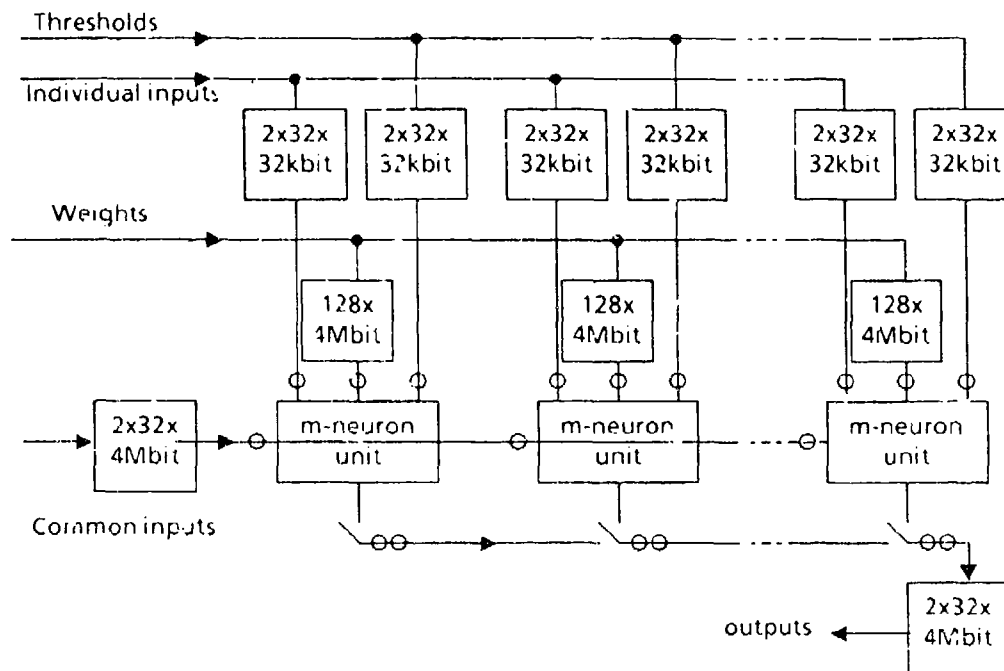 Thresholds
Individual inputs
2x32x 2x32x 2x32x 2x32x 2x32x 2x32x
32kbit 32kbit 32kbit 32kbit 32kbit 32kbit
Weights
128x 128x 128x
4Mbit 4Mbit 4Mbit
2x32x m-neuron m-neuron m-neuron
4Mbit unit unit unit
Common inputs
2x32x
outputs 4Mbit